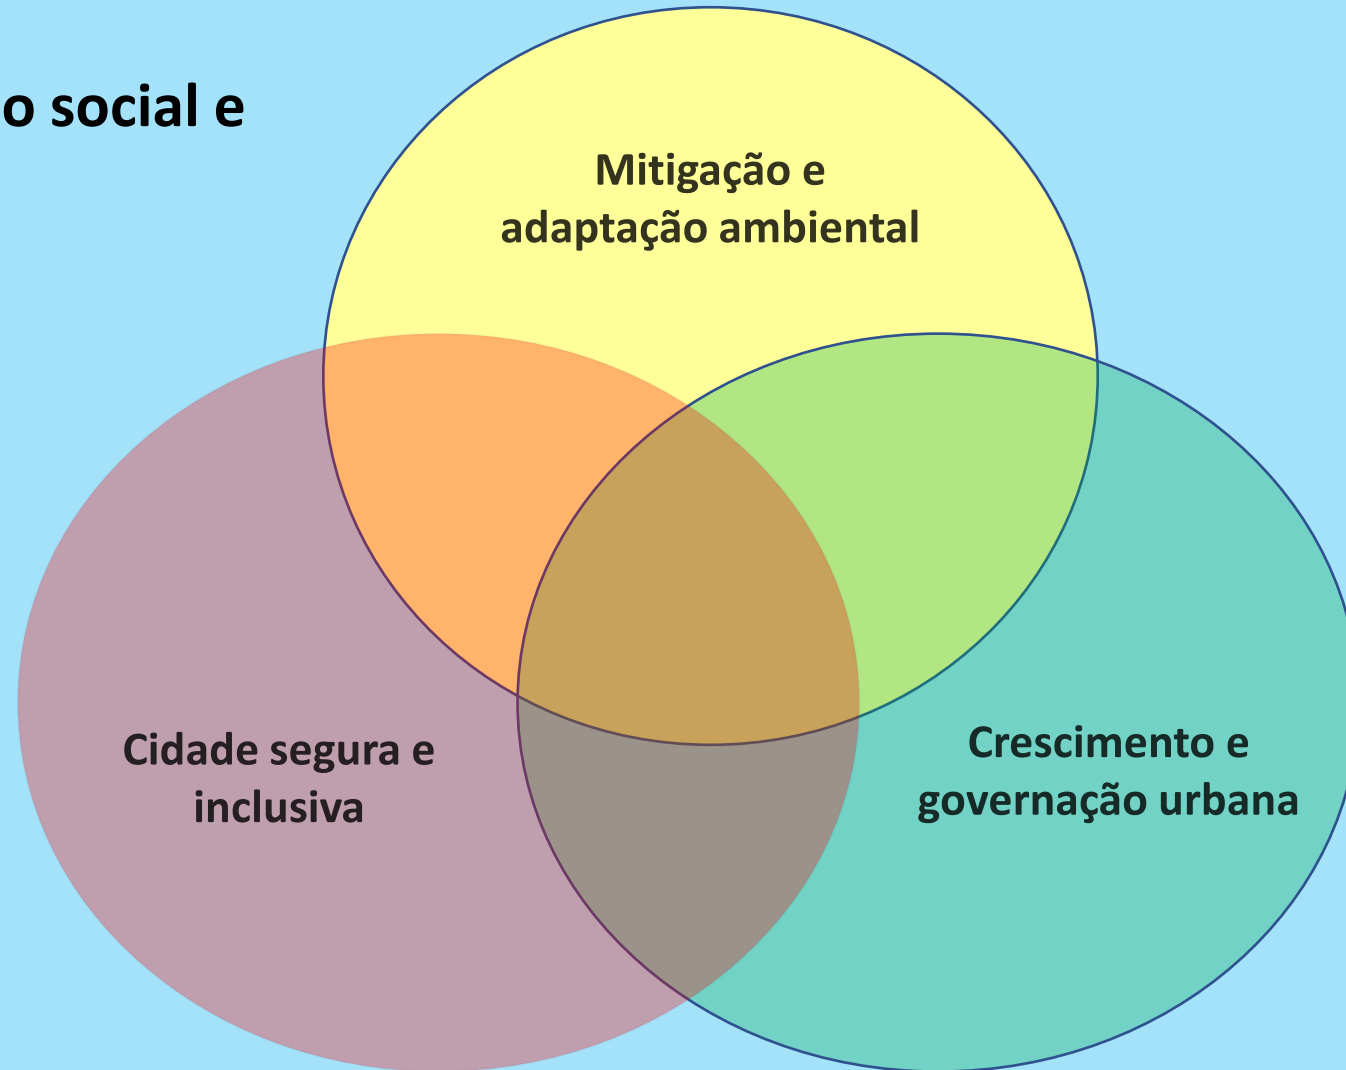 o social e
Mitigação e
adaptação ambiental
Cidade segura e
inclusiva
Crescimento e
governação urbana